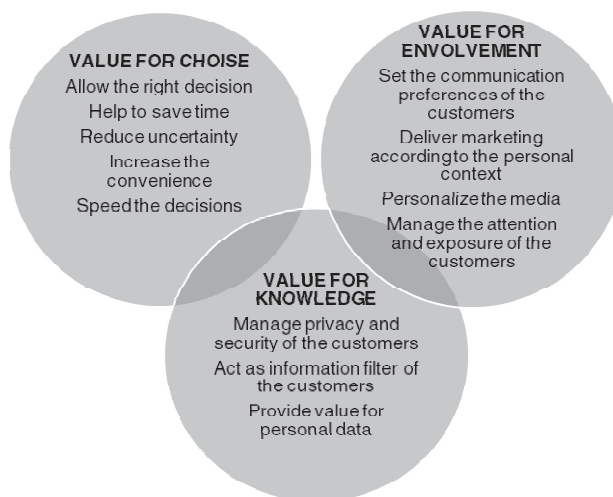 VALUE FOR CHOISE
Allow the right decision
Help to save time
Reduce uncertainty
Increase the
convenience
Speed the decisions
VALUE FOR
ENVOLVEMENT
Set the communication
preferences of the
customers
Deliver marketing
according to the personal
context
Personalize the media
Manage the attention
and exposure of the
customers
VALUE FOR
KNOWLEDGE
Manage privacy and
security of the customers
Act as information filter of
the customers
Provide value for
personal data